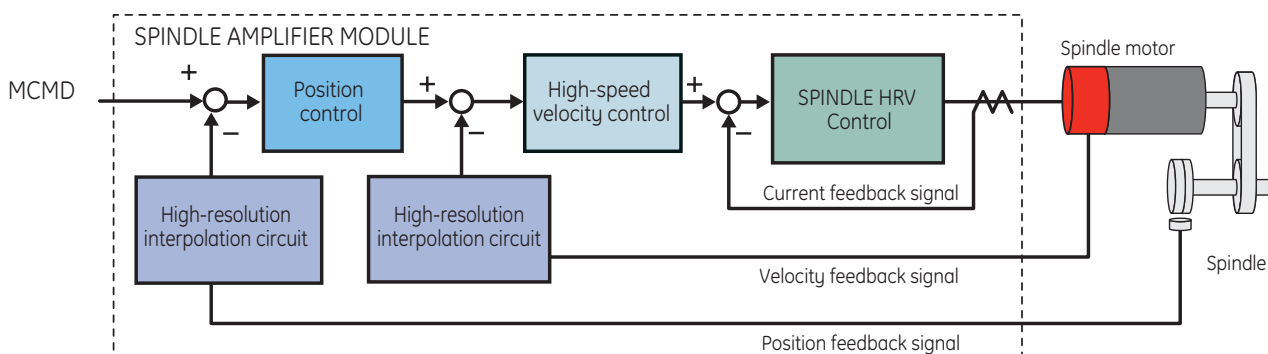 SPINDLE AMPLIFIER MODULE
Spindle motor
MCMD
+
−
Position
control
+
−
High-speed
velocity control
+
−
SPINDLE HRV
Control
High-resolution
interpolation circuit
High-resolution
interpolation circuit
Current feedback signal
Velocity feedback signal
Spindle
Position feedback signal